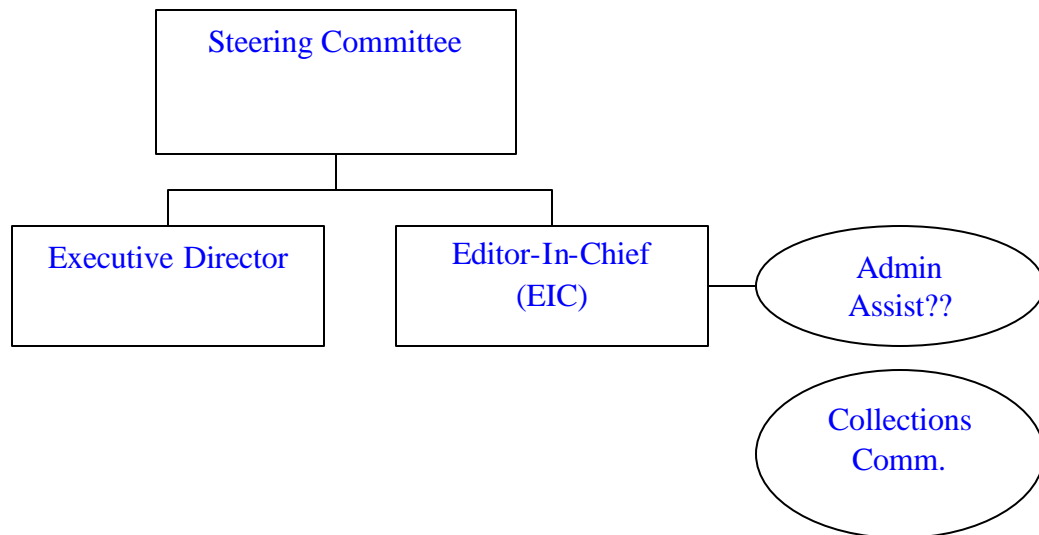 Steering Committee
Executive Director
Editor-In-Chief
(EIC)
Admin
Assist??
Collections
Comm.